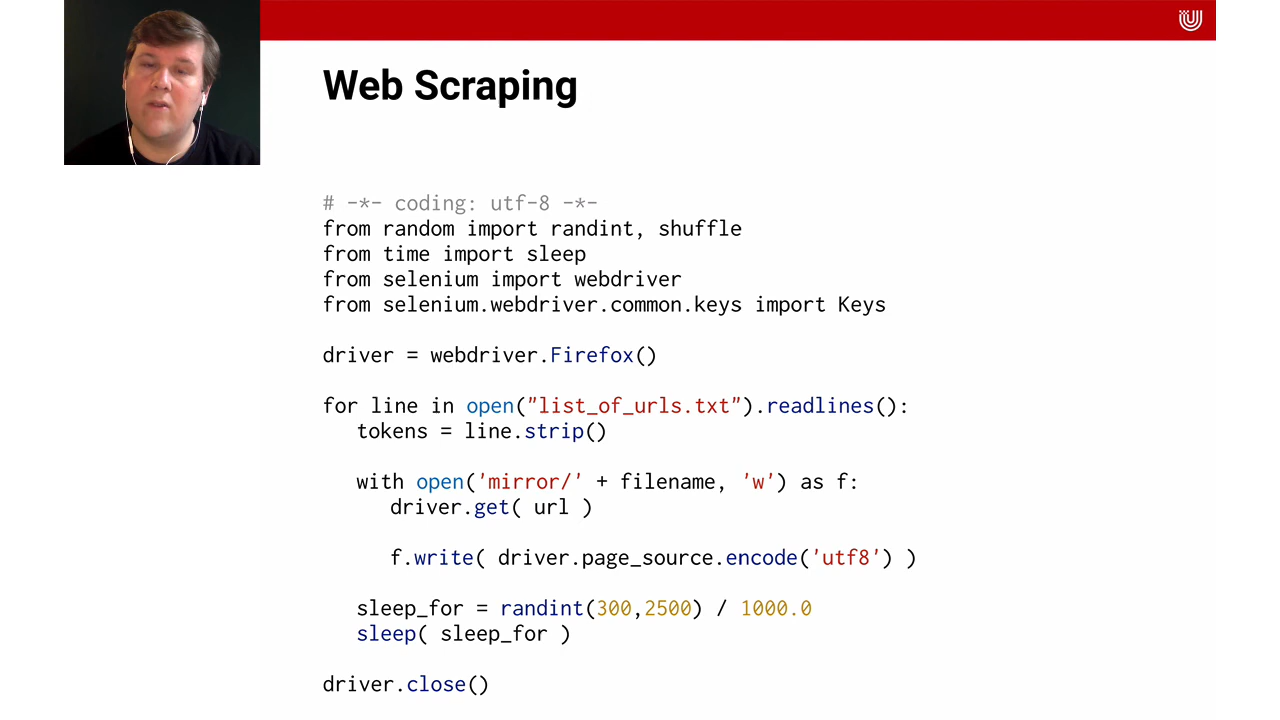 Web Scraping
# -*- coding: utf-8 -*-
from random import randint, shuffle
from time import sleep
from selenium import webdriver
from selenium.webdriver.common.keys import Keys
driver = webdriver.Firefox()
for line in open("list_of_urls.txt").readlines():
tokens = line.strip()
with open('mirror/' + filename, 'w') as f:
driver.get( url )
f.write( driver.page_source.encode('utf8') )
sleep_for = randint(300,2500) / 1000.0
sleep( sleep_for )
driver.close()